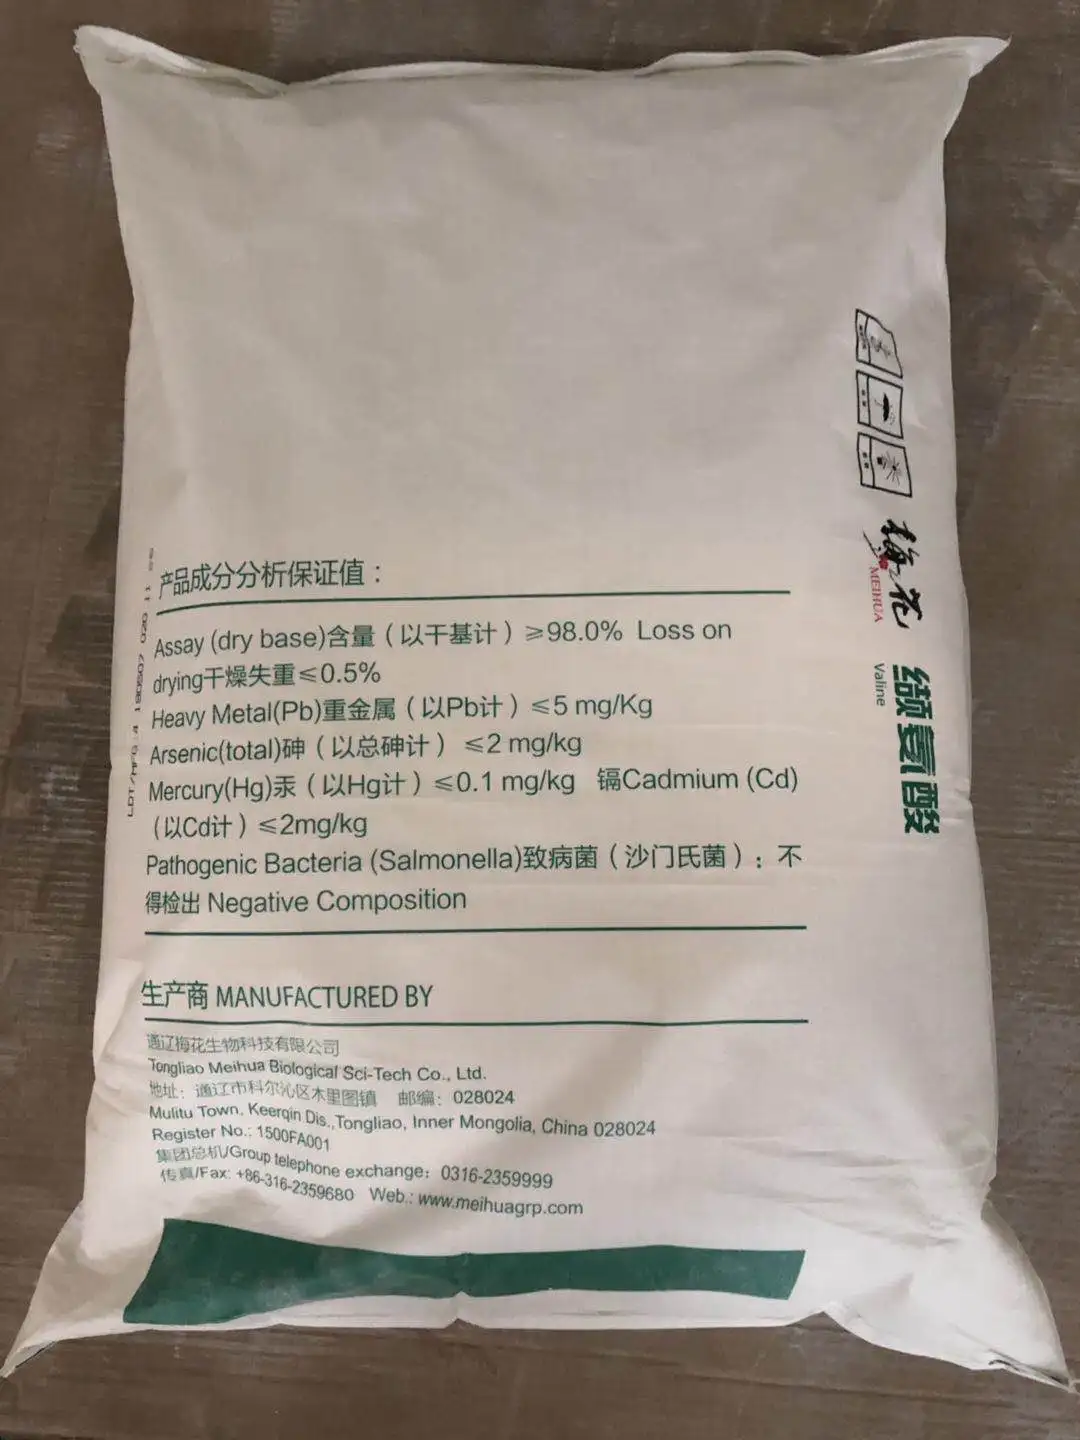 产品成分分析保证值：
Assay (dry base)含量（以干基计）≥98.0% Loss on
drying干燥失重≤0.5%
Heavy Metal(Pb)重金属（以Pb计）≤5 mg/Kg
Arsenic(total)砷（以总砷计）≤2 mg/kg
Mercury(Hg)汞（以Hg计）≤0.1 mg/kg 镉Cadmium (Cd)
（以Cd计）≤2mg/kg
Pathogenic Bacteria (Salmonella)致病菌（沙门氏菌）：不
得检出 Negative Composition
生产商 MANUFACTURED BY
通辽梅花生物科技有限公司
Tongliao Meihua Biological Sci-Tech Co., Ltd.
地址：通辽市科尔沁区木里图镇 邮编：028024
Mulitu Town, Keerqin Dis.,Tongliao, Inner Mongolia, China 028024
Register No.: 1500FA001
集团总机/Group telephone exchange：0316-2359999
传真/Fax: +86-316-2359680 Web.: www.meihuagrp.com
梅花
MEIHUA
缬氨酸
Valine